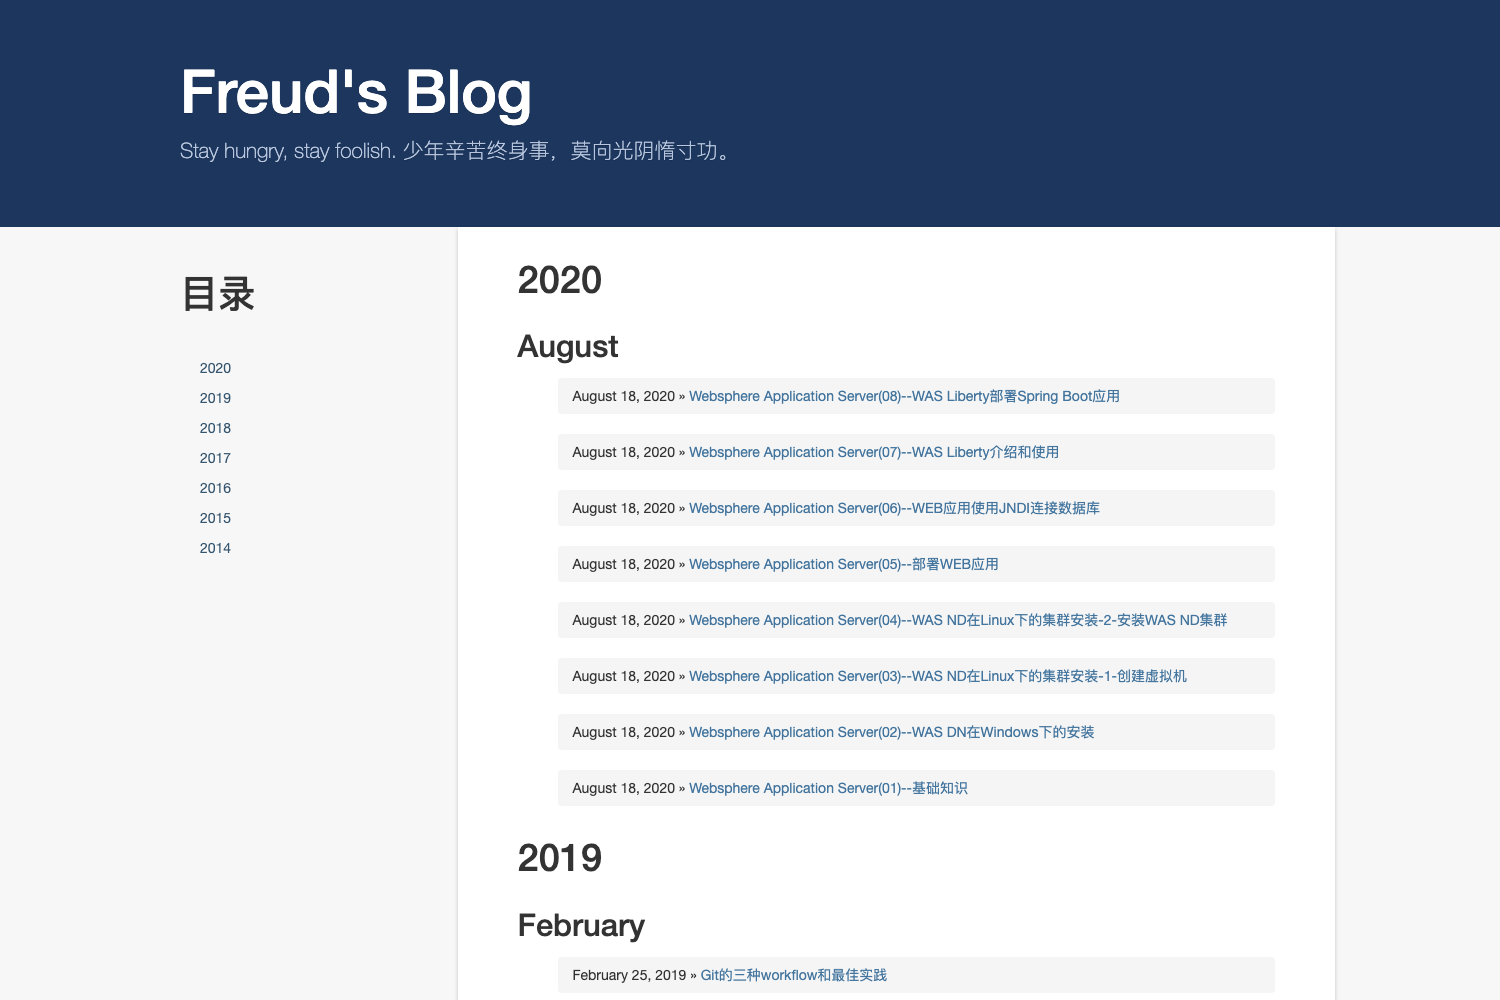 Freud's Blog
Stay hungry, stay foolish. 少年辛苦终身事，莫向光阴惰寸功。
目录
2020
2019
2018
2017
2016
2015
2014
2020
August
August 18, 2020 » Websphere Application Server(08)--WAS Liberty部署Spring Boot应用
August 18, 2020 » Websphere Application Server(07)--WAS Liberty介绍和使用
August 18, 2020 » Websphere Application Server(06)--WEB应用使用JNDI连接数据库
August 18, 2020 » Websphere Application Server(05)--部署WEB应用
August 18, 2020 » Websphere Application Server(04)--WAS ND在Linux下的集群安装-2-安装WAS ND集群
August 18, 2020 » Websphere Application Server(03)--WAS ND在Linux下的集群安装-1-创建虚拟机
August 18, 2020 » Websphere Application Server(02)--WAS DN在Windows下的安装
August 18, 2020 » Websphere Application Server(01)--基础知识
2019
February
February 25, 2019 » Git的三种workflow和最佳实践